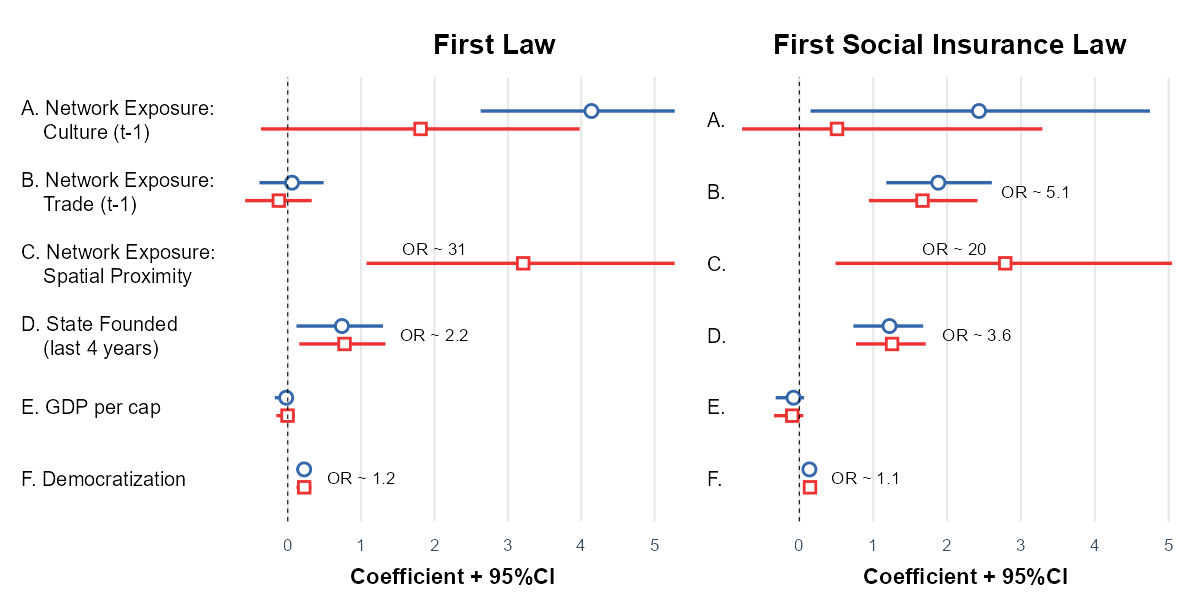 First Law
First Social Insurance Law
A. Network Exposure:
Culture (t-1)
A.
B. Network Exposure:
Trade (t-1)
B.
OR ~ 5.1
C. Network Exposure:
Spatial Proximity
OR ~ 31
C.
OR ~ 20
D. State Founded
(last 4 years)
OR ~ 2.2
D.
OR ~ 3.6
E. GDP per cap
E.
F. Democratization
OR ~ 1.2
F.
OR ~ 1.1
0 1 2 3 4 5
0 1 2 3 4 5
Coefficient + 95%CI
Coefficient + 95%CI